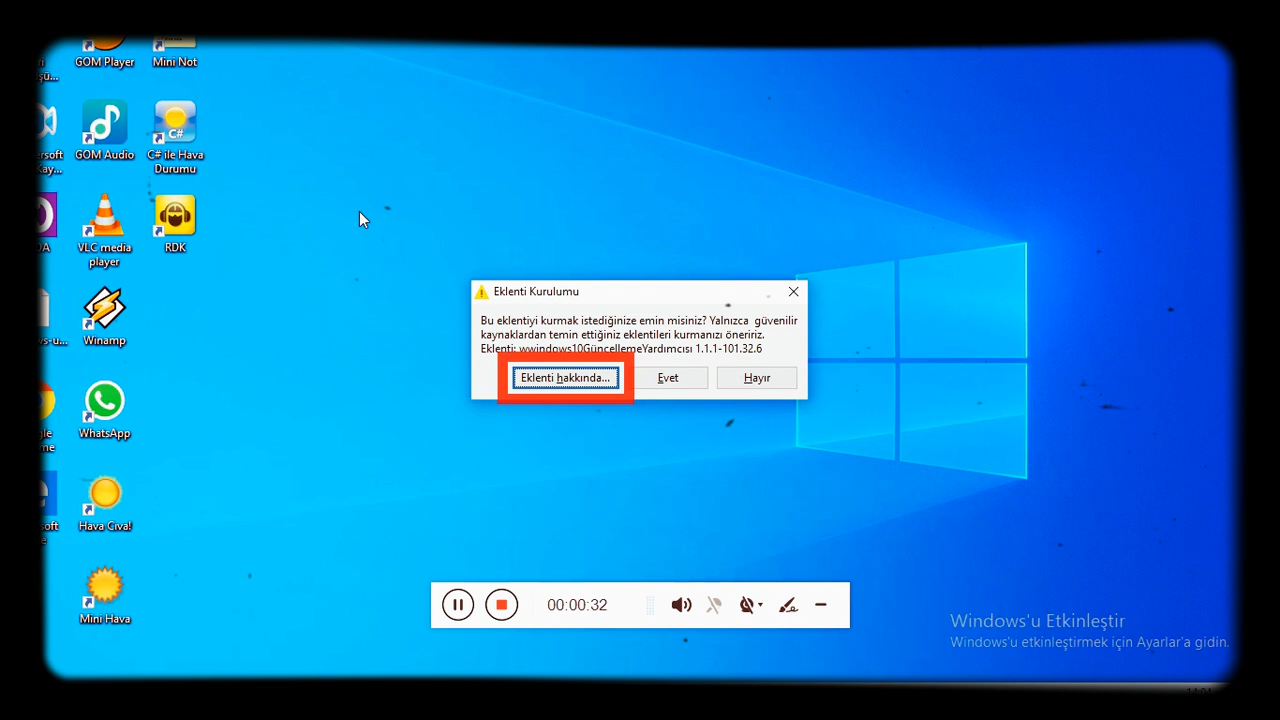 GOM Player
Mini Not
GOM Audio
C# ile Hava
Durumu
C#
VLC media
player
RDK
Winamp
WhatsApp
Hava Cıva!
Mini Hava
Eklenti Kurulumu
Bu eklentiyi kurmak istediğinize emin misiniz? Yalnızca güvenilir
kaynaklardan temin ettiğiniz eklentileri kurmanızı öneririz.
Eklenti: wwindows10GüncellemeYardımcısı 1.1.1-101.32.6
Eklenti hakkında...
Evet
Hayır
00:00:32
Windows'u Etkinleştir
Windows'u etkinleştirmek için Ayarlar'a gidin.